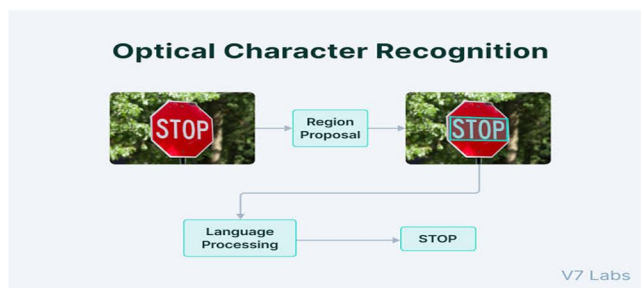 Optical Character Recognition
STOP
Region
Proposal
STOP
Language
Processing
STOP
V7 Labs